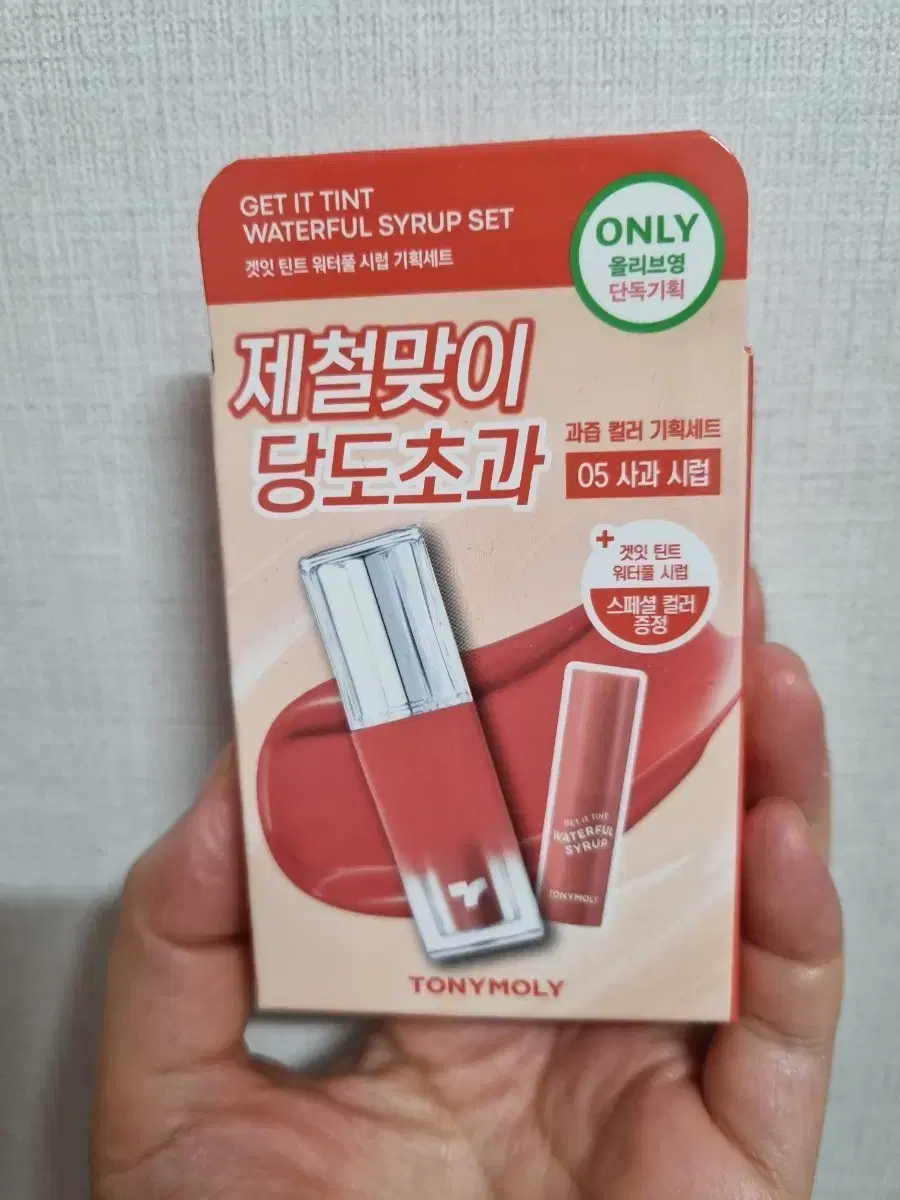 GET IT TINT
WATERFUL SYRUP SET
겟잇 틴트 워터풀 시럽 기획세트
ONLY
올리브영
단독기획
제철맞이
당도초과
과즙 컬러 기획세트
05 사과 시럽
+
겟잇 틴트
워터풀 시럽
스페셜 컬러
증정
GET IT TINT
WATERFUL
SYRUP
TONYMOLY
TONYMOLY